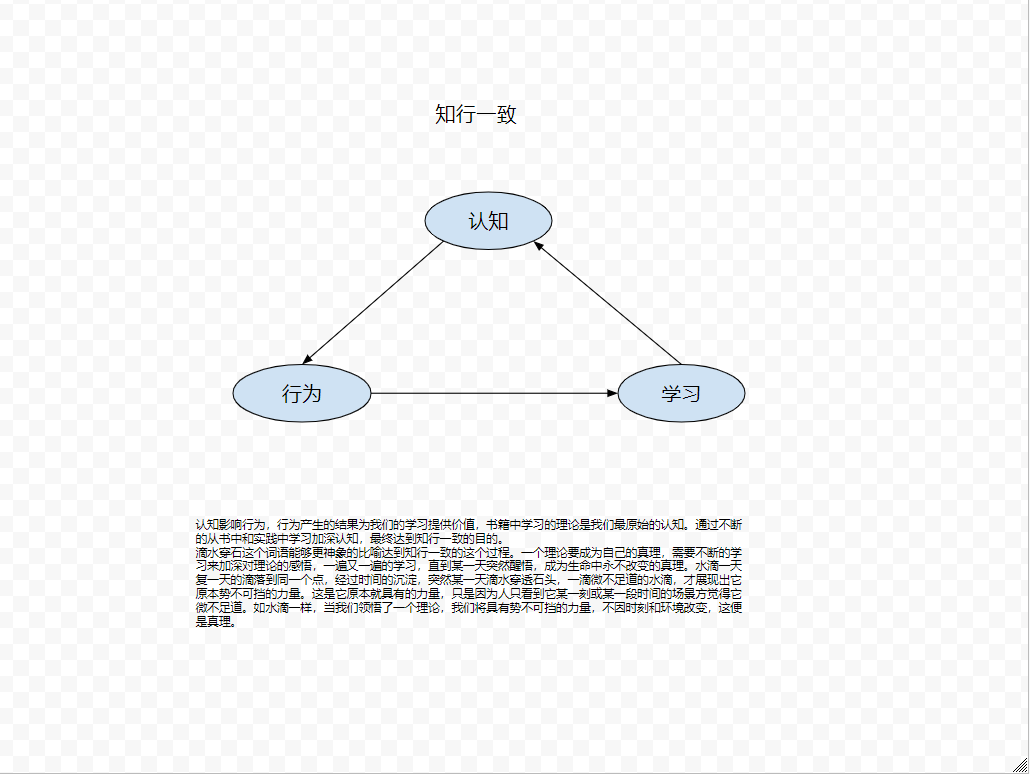 知行一致
认知
行为
学习
认知影响行为，行为产生的结果为我们的学习提供价值，书籍中学习的理论是我们最原始的认知。通过不断
的从书中和实践中学习加深认知，最终达到知行一致的目的。
滴水穿石这个词语能够更神象的比喻达到知行一致的这个过程。一个理论要成为自己的真理，需要不断的学
习来加深对理论的感悟，一遍又一遍的学习，直到某一天突然醒悟，成为生命中永不改变的真理。水滴一天
复一天的滴落到同一个点，经过时间的沉淀，突然某一天滴水穿透石头，一滴微不足道的水滴，才展现出它
原本势不可挡的力量。这是它原本就具有的力量，只是因为人只看到它某一刻或某一段时间的场景方觉得它
微不足道。如水滴一样，当我们领悟了一个理论，我们将具有势不可挡的力量，不因时刻和环境改变，这便
是真理。